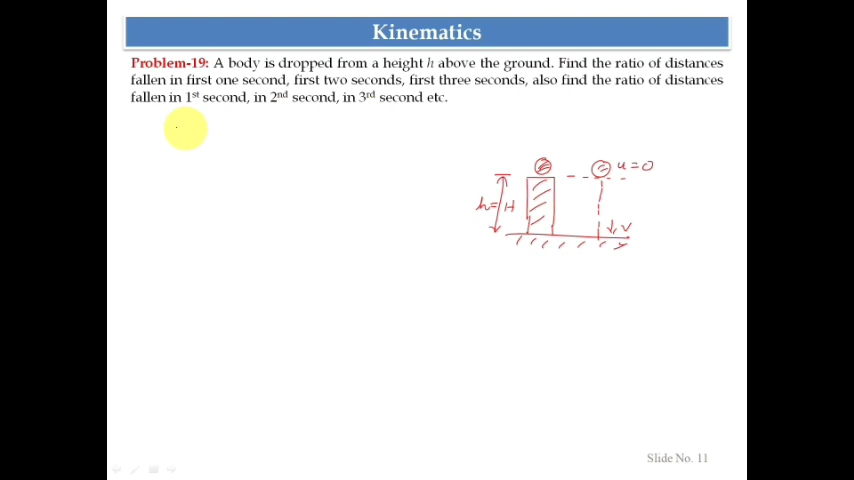 Kinematics
Problem-19: A body is dropped from a height h above the ground. Find the ratio of distances
fallen in first one second, first two seconds, first three seconds, also find the ratio of distances
fallen in 1st second, in 2nd second, in 3rd second etc.
u = 0
h = H
v
Slide No. 11